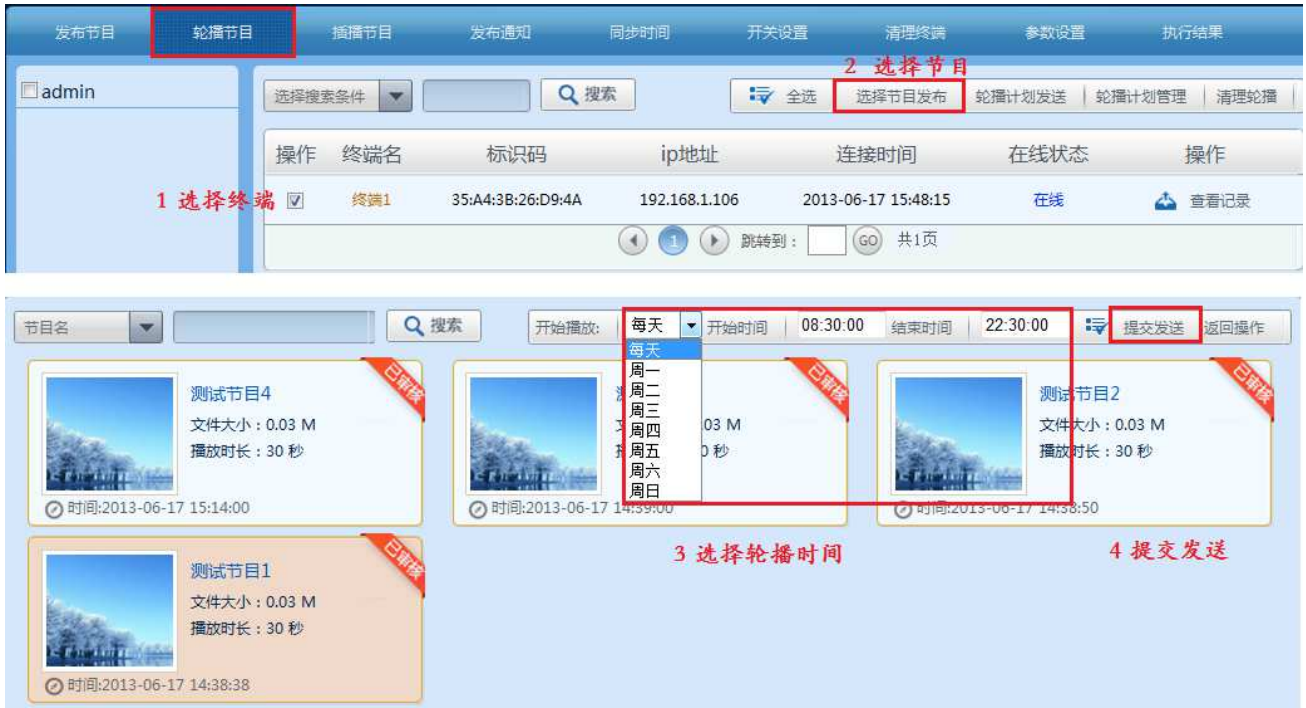 发布节目 轮播节目 插播节目 发布通知 同步时间 开关设置 清理终端 参数设置 执行结果
2 选择节目
admin
选择搜索条件 搜索 全选 选择节目发布 轮播计划发送 轮播计划管理 清理轮播
操作 终端名 标识码 ip地址 连接时间 在线状态 操作
1 选择终端 终端1 35:A4:3B:26:D9:4A 192.168.1.106 2013-06-17 15:48:15 在线 查看记录
1 跳转到: GO 共1页
节目名 搜索 开始播放: 每天 开始时间 08:30:00 结束时间 22:30:00 提交发送 返回操作
每天
周一
周二
周三
周四
周五
周六
周日
已审核
测试节目4
文件大小:0.03 M
播放时长:30 秒
时间:2013-06-17 15:14:00
已审核
03 M
秒
时间:2013-06-17 14:39:00
已审核
测试节目2
文件大小:0.03 M
播放时长:30 秒
时间:2013-06-17 14:38:50
3 选择轮播时间
4 提交发送
已审核
测试节目1
文件大小:0.03 M
播放时长:30 秒
时间:2013-06-17 14:38:38